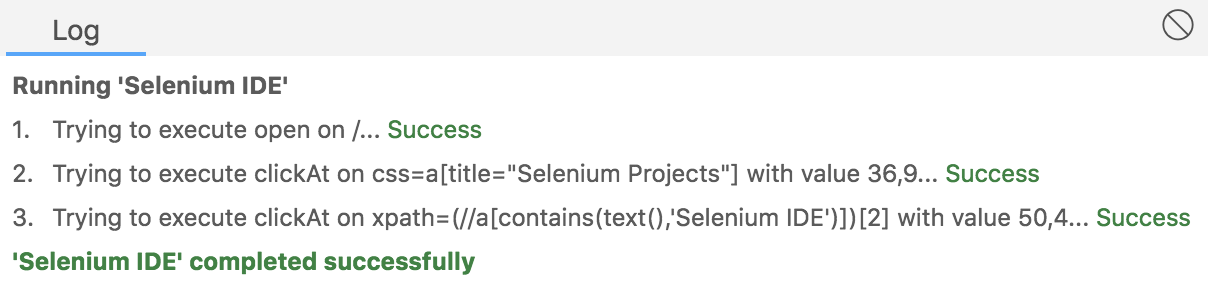 Log
Running 'Selenium IDE'
1. Trying to execute open on /... Success
2. Trying to execute clickAt on css=a[title="Selenium Projects"] with value 36,9... Success
3. Trying to execute clickAt on xpath=(//a[contains(text(),'Selenium IDE')])[2] with value 50,4... Success
'Selenium IDE' completed successfully